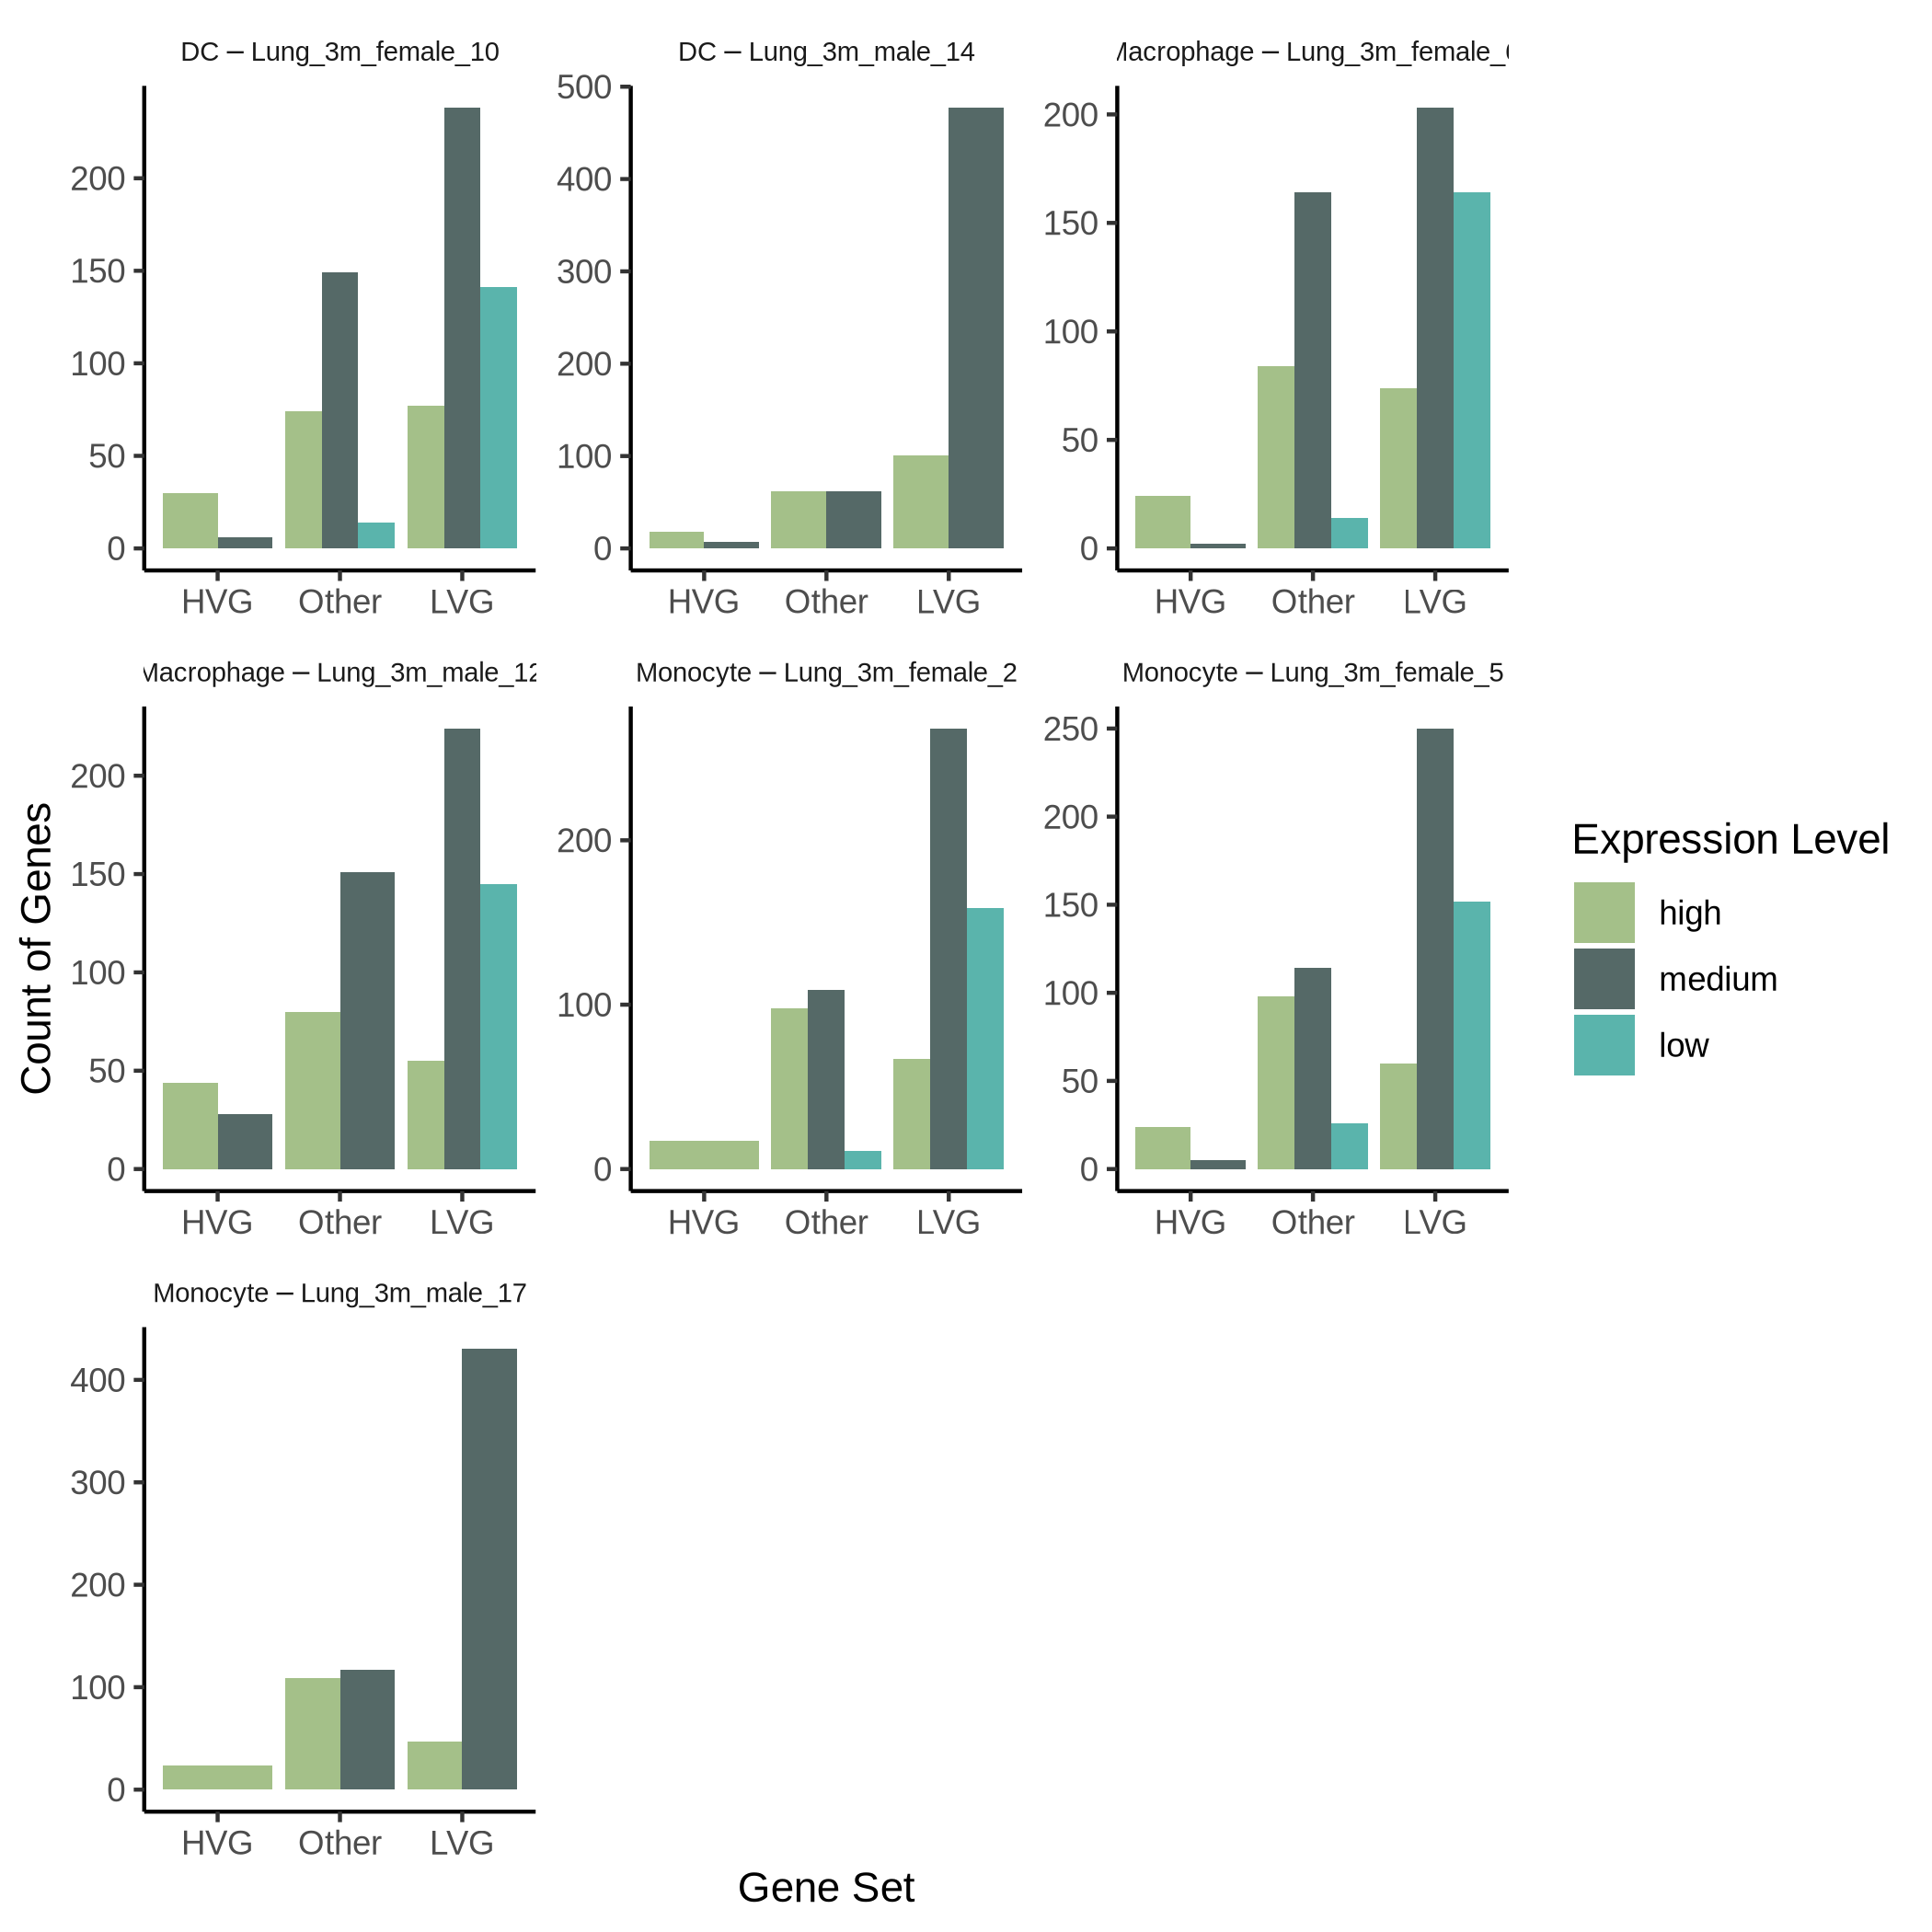 DC – Lung_3m_female_10
DC – Lung_3m_male_14
Macrophage – Lung_3m_female_
500
400
300
200
100
0
200
150
100
50
0
200
150
100
50
0
HVG Other LVG
HVG Other LVG
HVG Other LVG
Macrophage – Lung_3m_male_12
Monocyte – Lung_3m_female_2
Monocyte – Lung_3m_female_5
200
150
100
50
0
200
100
0
250
200
150
100
50
0
HVG Other LVG
HVG Other LVG
HVG Other LVG
Count of Genes
Expression Level
high
medium
low
Monocyte – Lung_3m_male_17
400
300
200
100
0
HVG Other LVG
Gene Set